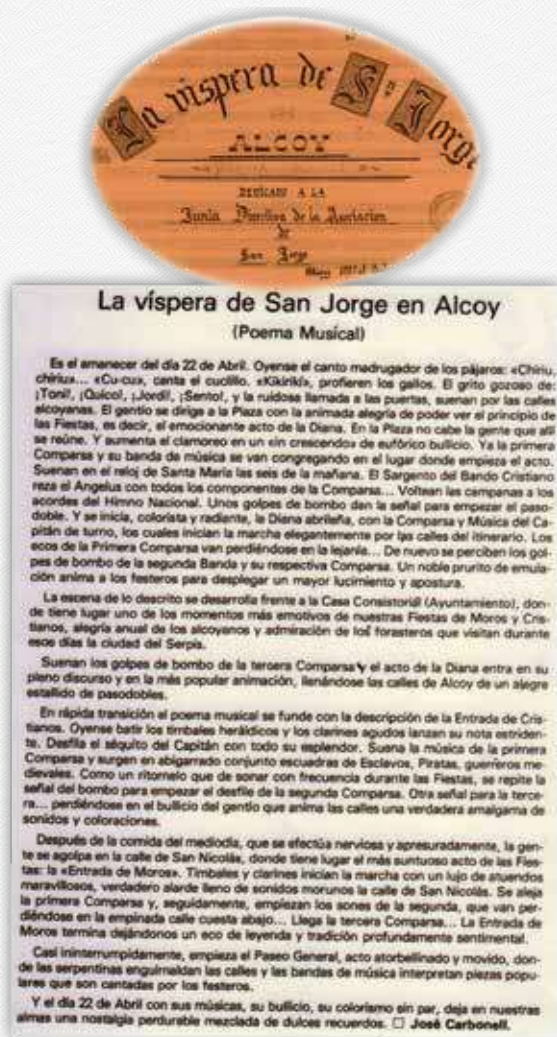 La víspera de Sn Jorge
ALCOY
DEDICADO A LA
Junta Directiva de la Asociacion
de
San Jorge
La víspera de San Jorge en Alcoy
(Poema Musical)
Es el amanecer del día 22 de Abril. Oyense el canto madrugador de los pájaros: «Chiriu,
chiriu»... «Cu-cu», canta el cuclillo. «Kikirikí», profieren los gallos. El grito gozoso de
¡Toni!, ¡Quico!, ¡Jordi!, ¡Sento!, y la ruidosa llamada a las puertas, suenan por las calles
alcoyanas. El gentío se dirige a la Plaza con la animada alegría de poder ver el principio de
las Fiestas, es decir, el emocionante acto de la Diana. En la Plaza no cabe la gente que allí
se reúne. Y aumenta el clamoreo en un «in crescendo» de eufórico bullicio. Ya la primera
Comparsa y su banda de música se van congregando en el lugar donde empieza el acto.
Suenan en el reloj de Santa María las seis de la mañana. El Sargento del Bando Cristiano
reza el Angelus con todos los componentes de la Comparsa... Voltean las campanas a los
acordes del Himno Nacional. Unos golpes de bombo dan la señal para empezar el paso-
doble. Y se inicia, colorista y radiante, la Diana abrileña, con la Comparsa y Música del Ca-
pitán de turno, los cuales inician la marcha elegantemente por las calles del itinerario. Los
ecos de la Primera Comparsa van perdiéndose en la lejanía... De nuevo se perciben los gol-
pes de bombo de la segunda Banda y su respectiva Comparsa. Un noble prurito de emula-
ción anima a los festeros para desplegar un mayor lucimiento y apostura.
La escena de lo descrito se desarrolla frente a la Casa Consistorial (Ayuntamiento), don-
de tiene lugar uno de los momentos más emotivos de nuestras Fiestas de Moros y Cris-
tianos, alegría anual de los alcoyanos y admiración de los forasteros que visitan durante
esos días la ciudad del Serpis.
Suenan los golpes de bombo de la tercera Comparsa y el acto de la Diana entra en su
pleno discurso y en la más popular animación, llenándose las calles de Alcoy de un alegre
estallido de pasodobles.
En rápida transición el poema musical se funde con la descripción de la Entrada de Cris-
tianos. Oyense batir los timbales heráldicos y los clarines agudos lanzan su nota estriden-
te. Desfila el séquito del Capitán con todo su esplendor. Suena la música de la primera
Comparsa y surgen en abigarrado conjunto escuadras de Esclavos, Piratas, guerreros me-
dievales. Como un ritornelo que de sonar con frecuencia durante las Fiestas, se repite la
señal del bombo para empezar el desfile de la segunda Comparsa. Otra señal para la terce-
ra... perdiéndose en el bullicio del gentío que anima las calles una verdadera amalgama de
sonidos y coloraciones.
Después de la comida del mediodía, que se efectúa nerviosa y apresuradamente, la gen-
te se agolpa en la calle de San Nicolás, donde tiene lugar el más suntuoso acto de las Fies-
tas: la «Entrada de Moros». Timbales y clarines inician la marcha con un lujo de atuendos
maravillosos, verdadero alarde lleno de sonidos morunos la calle de San Nicolás. Se aleja
la primera Comparsa y, seguidamente, empiezan los sones de la segunda, que van per-
diéndose en la empinada calle cuesta abajo... Llega la tercera Comparsa... La Entrada de
Moros termina dejándonos un eco de leyenda y tradición profundamente sentimental.
Casi ininterrumpidamente, empieza el Paseo General, acto atorbellinado y movido, don-
de las serpentinas enguirnaldan las calles y las bandas de música interpretan piezas popu-
lares que son cantadas por los festeros.
Y el día 22 de Abril con sus músicas, su bullicio, su colorismo sin par, deja en nuestras
almas una nostalgia perdurable mezclada de dulces recuerdos. □ José Carbonell.